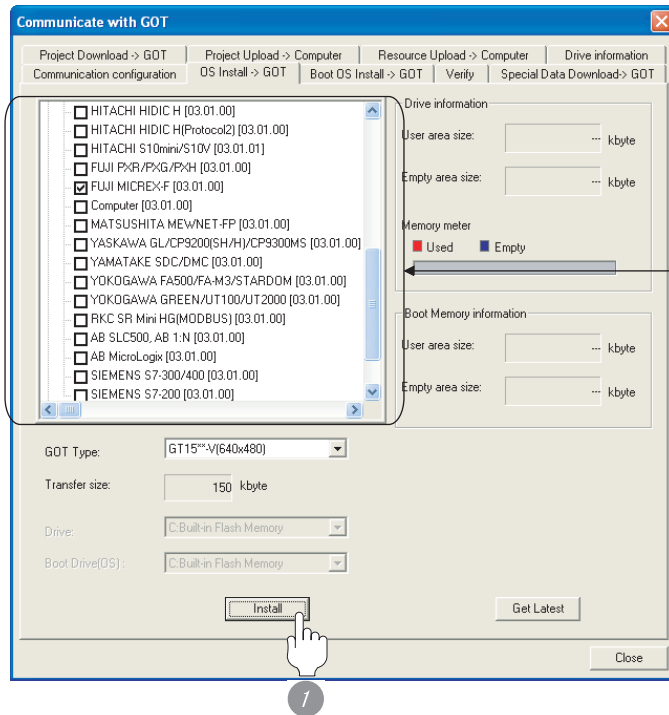 Communicate with GOT
Project Download -> GOT
Project Upload -> Computer
Resource Upload -> Computer
Drive information
Communication configuration
OS Install -> GOT
Boot OS Install -> GOT
Verify
Special Data Download-> GOT
HITACHI HIDIC H [03.01.00]
HITACHI HIDIC H(Protocol2) [03.01.00]
HITACHI S10mini/S10V [03.01.01]
FUJI PXR/PXG/PXH [03.01.00]
FUJI MICREX-F [03.01.00]
Computer [03.01.00]
MATSUSHITA MEWNET-FP [03.01.00]
YASKAWA GL/CP9200(SH/H)/CP9300MS [03.01.00]
YAMATAKE SDC/DMC [03.01.00]
YOKOGAWA FA500/FA-M3/STARDOM [03.01.00]
YOKOGAWA GREEN/UT100/UT2000 [03.01.00]
RKC SR Mini HG(MODBUS) [03.01.00]
AB SLC500, AB 1:N [03.01.00]
AB MicroLogix [03.01.00]
SIEMENS S7-300/400 [03.01.00]
SIEMENS S7-200 [03.01.00]
Drive information
User area size: --- kbyte
Empty area size: --- kbyte
Memory meter
Used Empty
Boot Memory information
User area size: --- kbyte
Empty area size: --- kbyte
GOT Type: GT15**-V(640x480)
Transfer size: 150 kbyte
Drive: C:Built-in Flash Memory
Boot Drive(OS) : C:Built-in Flash Memory
Install
Get Latest
Close
1